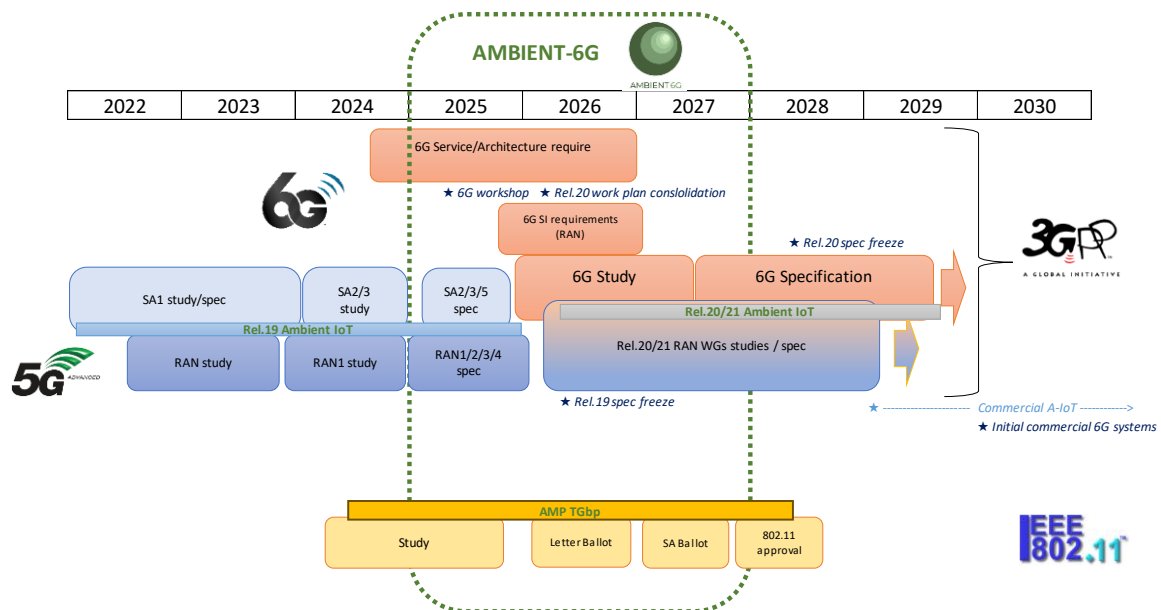 AMBIENT-6G
AMBIENT6G
2022 2023 2024 2025 2026 2027 2028 2029 2030
6G Service/Architecture require
6G
★ 6G workshop ★ Rel.20 work plan conslolidation
6G SI requirements
(RAN)
★ Rel.20 spec freeze
3GPP™
A GLOBAL INITIATIVE
6G Study 6G Specification
SA1 study/spec
SA2/3
study
SA2/3/5
spec
Rel.20/21 Ambient IoT
Rel.19 Ambient IoT
Rel.20/21 RAN WGs studies / spec
5G ADVANCED
RAN study
RAN1 study
RAN1/2/3/4
spec
★ Rel.19 spec freeze
★ ---------------------- Commercial A-IoT ------------>
★ Initial commercial 6G systems
AMP TGbp
Study
Letter Ballot
SA Ballot
802.11
approval
IEEE
802.11™